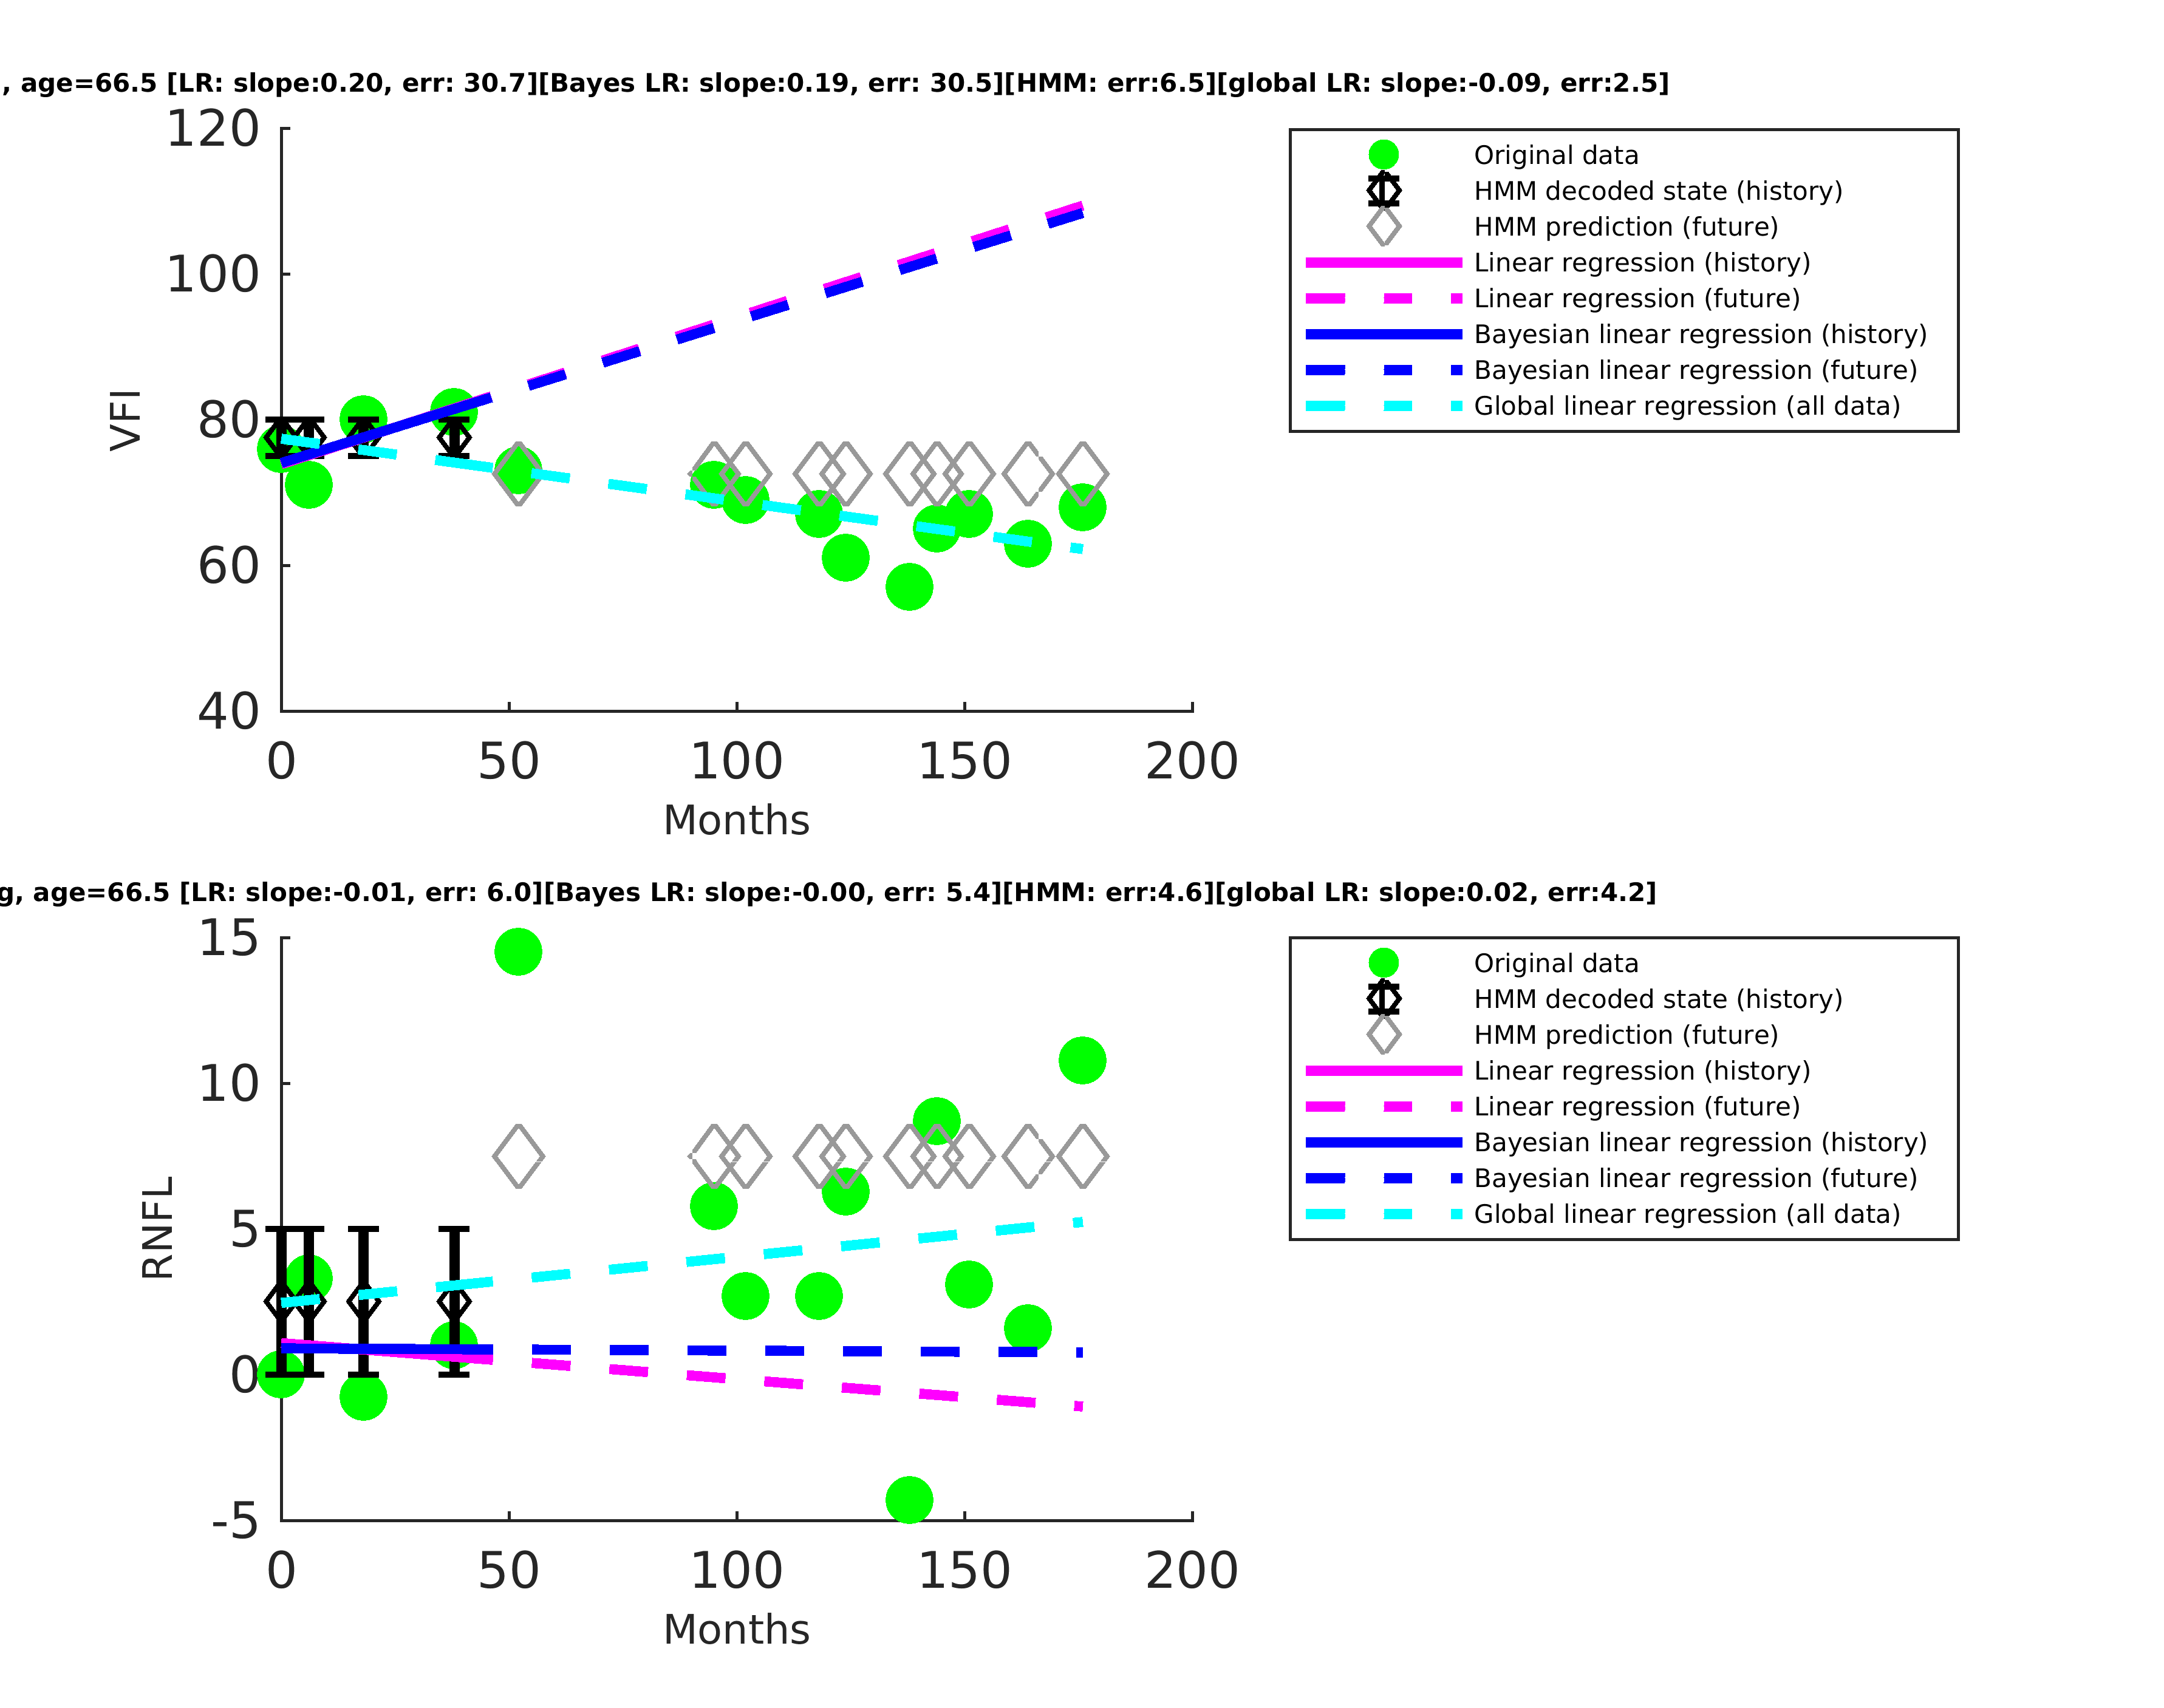 , age=66.5 [LR: slope:0.20, err: 30.7][Bayes LR: slope:0.19, err: 30.5][HMM: err:6.5][global LR: slope:-0.09, err:2.5]
120
100
80
60
40
VFI
0 50 100 150 200
Months
Original data
HMM decoded state (history)
HMM prediction (future)
Linear regression (history)
Linear regression (future)
Bayesian linear regression (history)
Bayesian linear regression (future)
Global linear regression (all data)
g, age=66.5 [LR: slope:-0.01, err: 6.0][Bayes LR: slope:-0.00, err: 5.4][HMM: err:4.6][global LR: slope:0.02, err:4.2]
15
10
5
0
-5
RNFL
0 50 100 150 200
Months
Original data
HMM decoded state (history)
HMM prediction (future)
Linear regression (history)
Linear regression (future)
Bayesian linear regression (history)
Bayesian linear regression (future)
Global linear regression (all data)